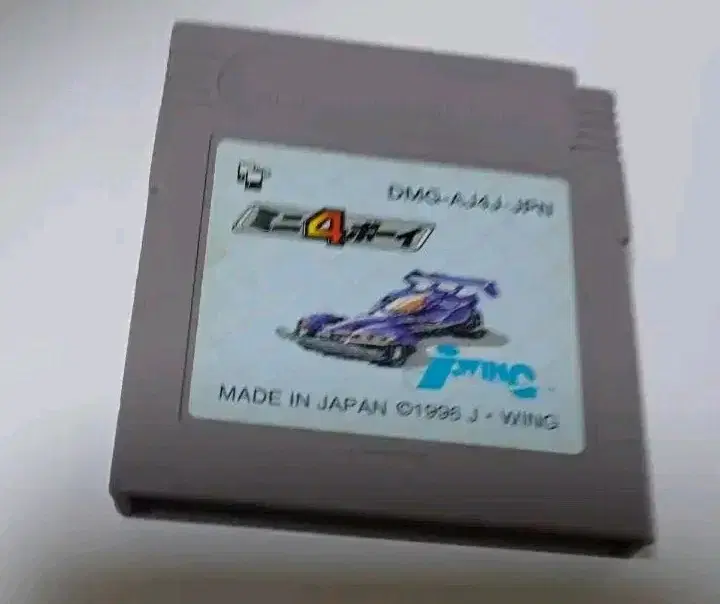 DMG-AJ4J-JPN
ミニ4ボーイ
J・WING
MADE IN JAPAN ©1996 J・WING